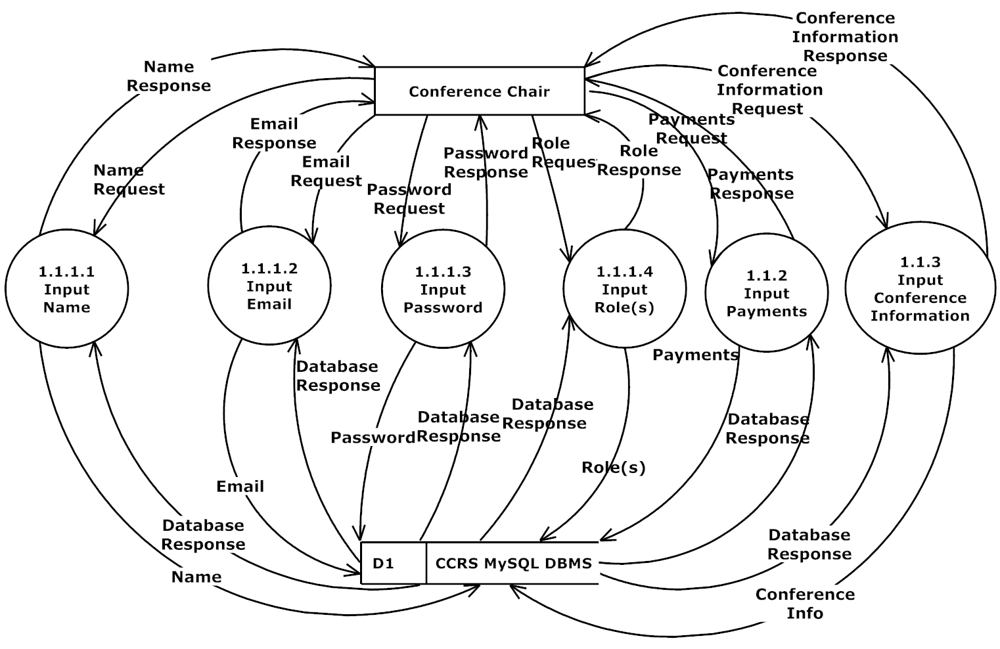 Conference
Information
Response
Name
Response
Conference
Information
Request
Conference Chair
Email
Response
Payments
Request
Role
Reques
Password
Response
Role
Response
Email
Request
Name
Request
Payments
Response
Password
Request
1.1.1.1
Input
Name
1.1.1.2
Input
Email
1.1.1.3
Input
Password
1.1.1.4
Input
Role(s)
1.1.2
Input
Payments
1.1.3
Input
Conference
Information
Payments
Database
Response
Database
Response
Database
Response
Database
Response
Password
Role(s)
Email
Database
Response
Database
Response
D1
CCRS MySQL DBMS
Name
Conference
Info